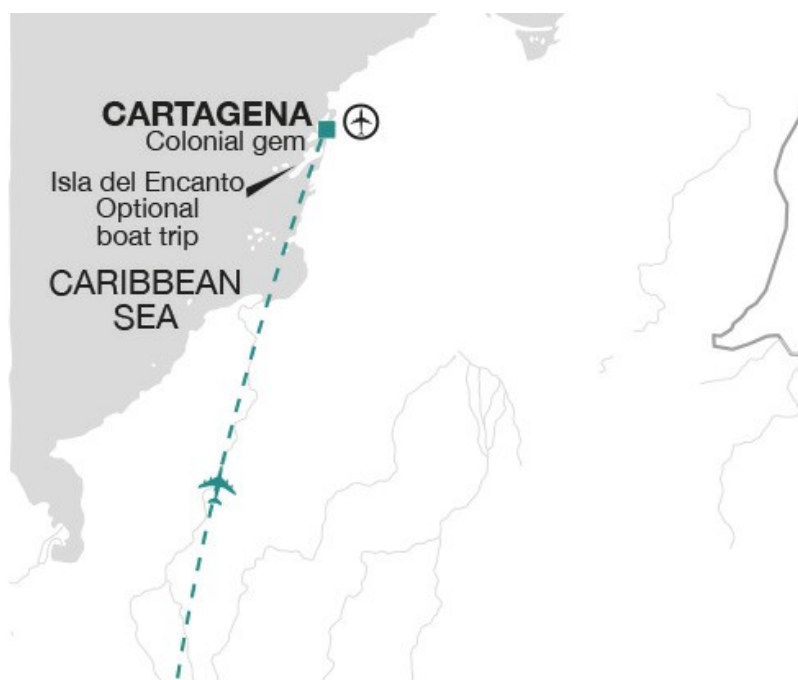 CARTAGENA
Colonial gem
Isla del Encanto
Optional
boat trip
CARIBBEAN
SEA